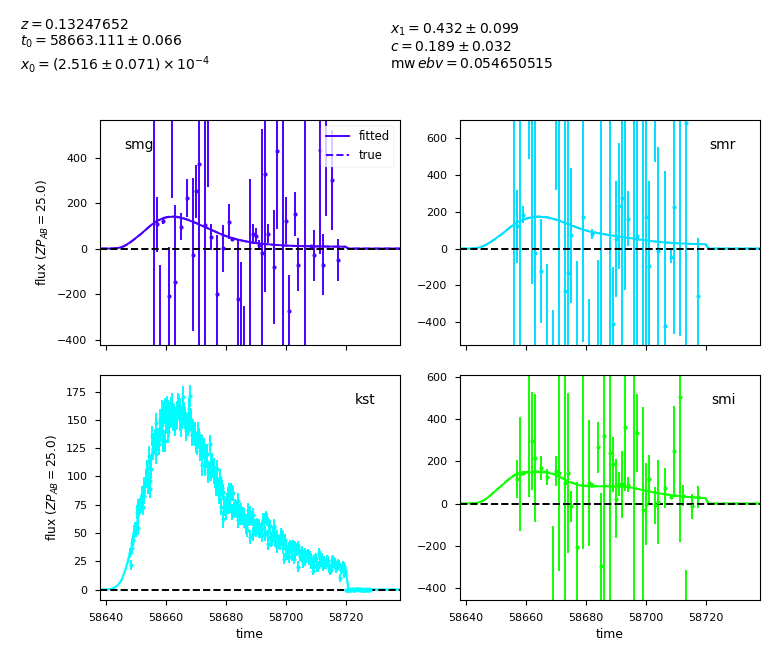 z = 0.13247652
t₀ = 58663.111 ± 0.066
x₀ = (2.516 ± 0.071) × 10⁻⁴
x₁ = 0.432 ± 0.099
c = 0.189 ± 0.032
mw ebv = 0.054650515
smg
fitted
true
400
200
0
−200
−400
flux (ZP_AB = 25.0)
smr
600
400
200
0
−200
−400
kst
175
150
125
100
75
50
25
0
flux (ZP_AB = 25.0)
58640 58660 58680 58700 58720
time
smi
600
400
200
0
−200
−400
58640 58660 58680 58700 58720
time